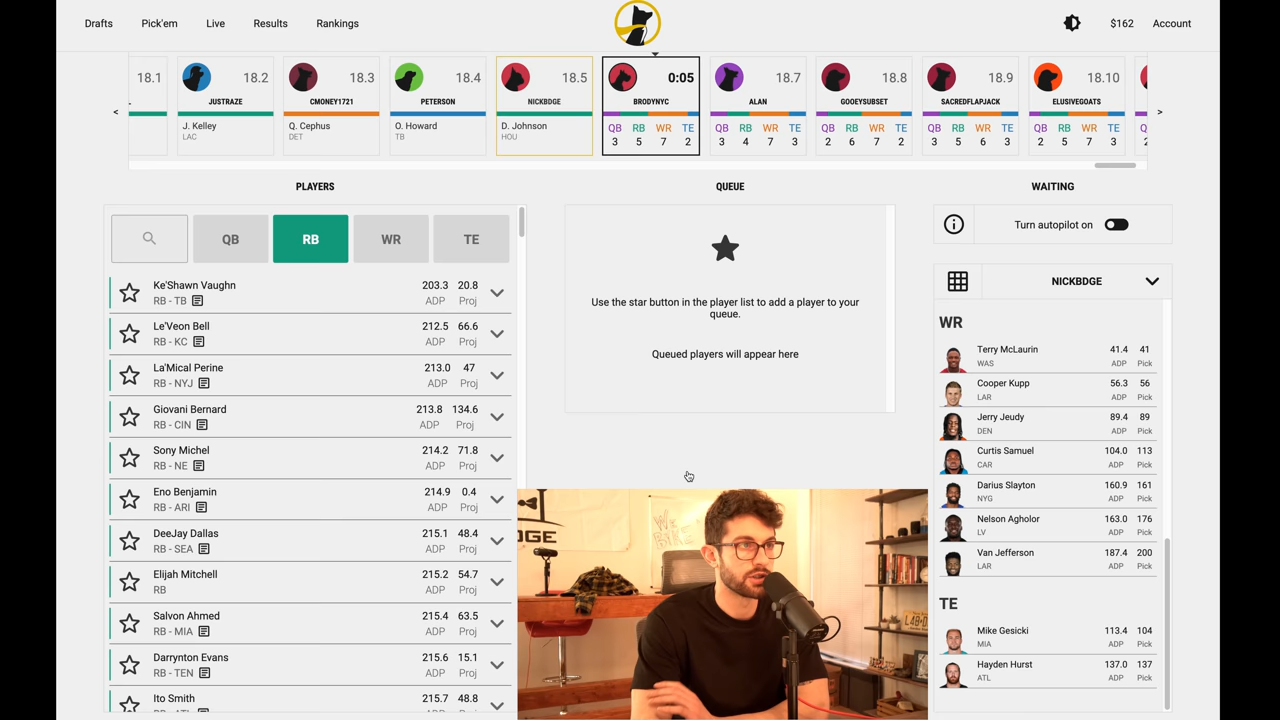 Drafts Pick'em Live Results Rankings $162 Account
18.1 18.2 18.3 18.4 18.5 0:05 18.7 18.8 18.9 18.10
JUSTRAZE CMONEY1721 PETERSON NICKBDGE BRODYNYC ALAN GOOEYSUBSET SACREDFLAPJACK ELUSIVEGOATS
J. Kelley Q. Cephus O. Howard D. Johnson QB RB WR TE QB RB WR TE QB RB WR TE QB RB WR TE QB RB WR TE
LAC DET TB HOU 3 5 7 2 3 4 7 3 2 6 7 2 3 5 6 3 2 5 7 3
< >
PLAYERS QUEUE WAITING
QB RB WR TE
Turn autopilot on
Ke'Shawn Vaughn 203.3 20.8
RB - TB ADP Proj
Le'Veon Bell 212.5 66.6
RB - KC ADP Proj
La'Mical Perine 213.0 47
RB - NYJ ADP Proj
Giovani Bernard 213.8 134.6
RB - CIN ADP Proj
Sony Michel 214.2 71.8
RB - NE ADP Proj
Eno Benjamin 214.9 0.4
RB - ARI ADP Proj
DeeJay Dallas 215.1 48.4
RB - SEA ADP Proj
Elijah Mitchell 215.2 54.7
RB ADP Proj
Salvon Ahmed 215.4 63.5
RB - MIA ADP Proj
Darrynton Evans 215.6 15.1
RB - TEN ADP Proj
Ito Smith 215.7 48.8
Use the star button in the player list to add a player to your
queue.
Queued players will appear here
NICKBDGE
WR
Terry McLaurin 41.4 41
WAS ADP Pick
Cooper Kupp 56.3 56
LAR ADP Pick
Jerry Jeudy 89.4 89
DEN ADP Pick
Curtis Samuel 104.0 113
CAR ADP Pick
Darius Slayton 160.9 161
NYG ADP Pick
Nelson Agholor 163.0 176
LV ADP Pick
Van Jefferson 187.4 200
LAR ADP Pick
TE
Mike Gesicki 113.4 104
MIA ADP Pick
Hayden Hurst 137.0 137
ATL ADP Pick